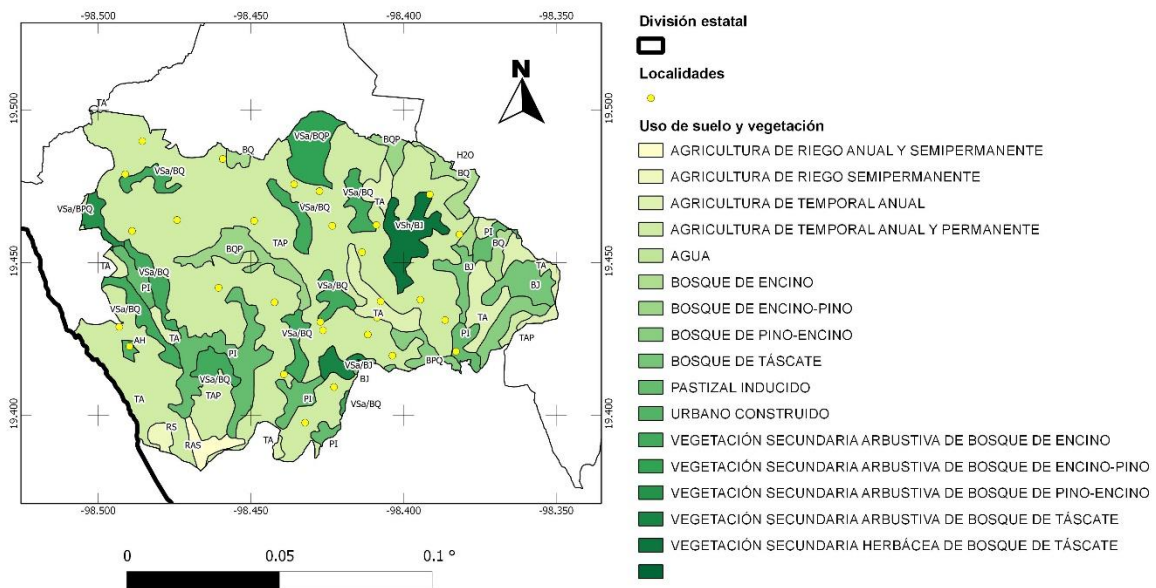 -98.500 -98.450 -98.400 -98.350
N
19.500 19.500
TA
VSa/BQP
BQP
BQ
H2O
VSa/BQ
BQ
VSa/BQ
TA
VSa/BPQ
VSa/BQ
VSh/BJ
PI
BQP
TAP
BQ
19.450 19.450
TA
VSa/BQ
BJ
TA
PI
VSa/BQ
BJ
VSa/BQ
TA
TA
AH
TA
VSa/BQ
PI
TAP
PI
BPQ
VSa/BQ
VSa/BJ
TAP
BJ
TA
PI
VSa/BQ
19.400 19.400
RS
RAS
TA
PI
-98.500 -98.450 -98.400 -98.350
0 0.05 0.1 °
División estatal
Localidades
Uso de suelo y vegetación
AGRICULTURA DE RIEGO ANUAL Y SEMIPERMANENTE
AGRICULTURA DE RIEGO SEMIPERMANENTE
AGRICULTURA DE TEMPORAL ANUAL
AGRICULTURA DE TEMPORAL ANUAL Y PERMANENTE
AGUA
BOSQUE DE ENCINO
BOSQUE DE ENCINO-PINO
BOSQUE DE PINO-ENCINO
BOSQUE DE TÁSCATE
PASTIZAL INDUCIDO
URBANO CONSTRUIDO
VEGETACIÓN SECUNDARIA ARBUSTIVA DE BOSQUE DE ENCINO
VEGETACIÓN SECUNDARIA ARBUSTIVA DE BOSQUE DE ENCINO-PINO
VEGETACIÓN SECUNDARIA ARBUSTIVA DE BOSQUE DE PINO-ENCINO
VEGETACIÓN SECUNDARIA ARBUSTIVA DE BOSQUE DE TÁSCATE
VEGETACIÓN SECUNDARIA HERBÁCEA DE BOSQUE DE TÁSCATE